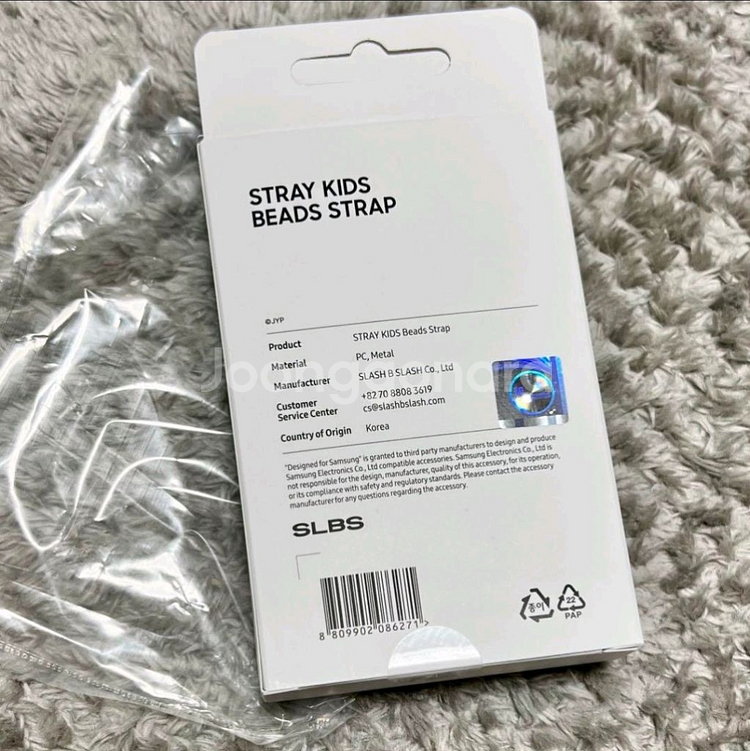 STRAY KIDS
BEADS STRAP
©JYP
Product STRAY KIDS Beads Strap
Material PC, Metal
Manufacturer SLASH B SLASH Co., Ltd
Customer
Service Center
+82 70 8808 3619
cs@slashbslash.com
Country of Origin Korea
"Designed for Samsung" is granted to third party manufacturers to design and produce
Samsung Electronics Co., Ltd compatible accessories. Samsung Electronics Co., Ltd is
not responsible for the design, manufacturer, quality of this accessory, for its operation,
or its compliance with safety and regulatory standards. Please contact the accessory
manufacturer for any questions regarding the accessory.
SLBS
8 809902 086271 >
종이
22
PAP
Joonggonara